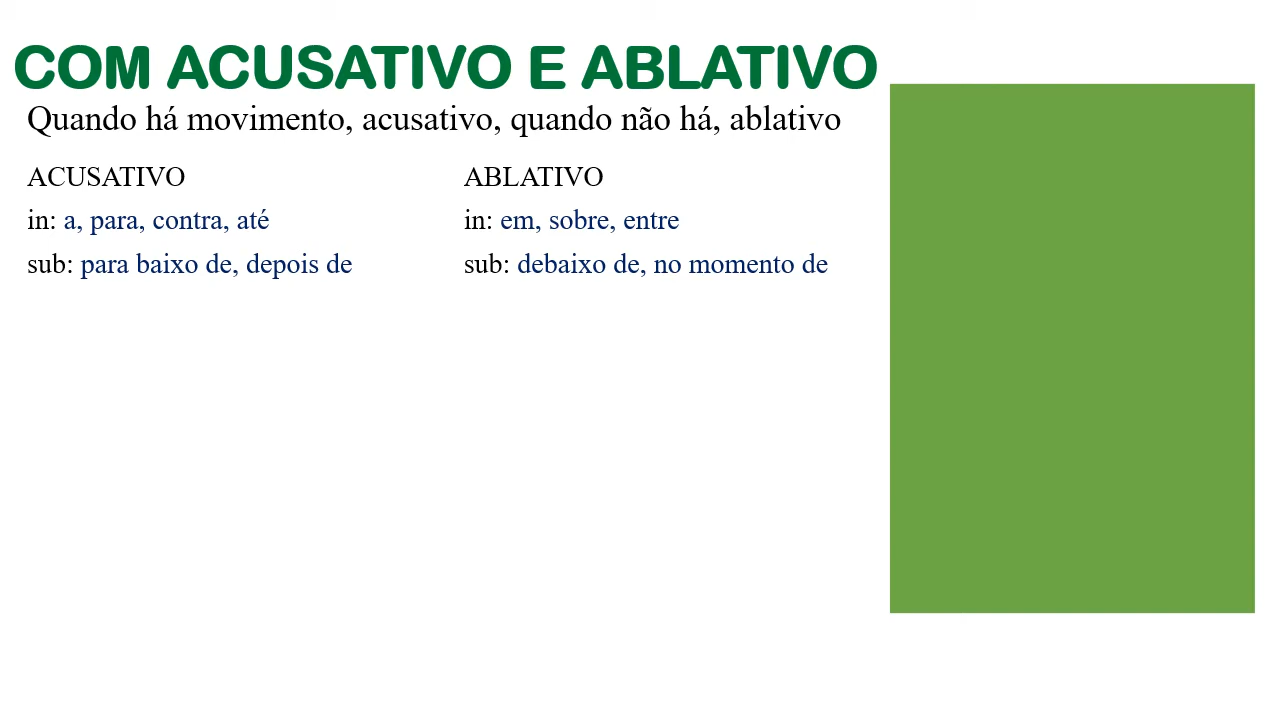 COM ACUSATIVO E ABLATIVO
Quando há movimento, acusativo, quando não há, ablativo
ACUSATIVO
in: a, para, contra, até
sub: para baixo de, depois de
ABLATIVO
in: em, sobre, entre
sub: debaixo de, no momento de